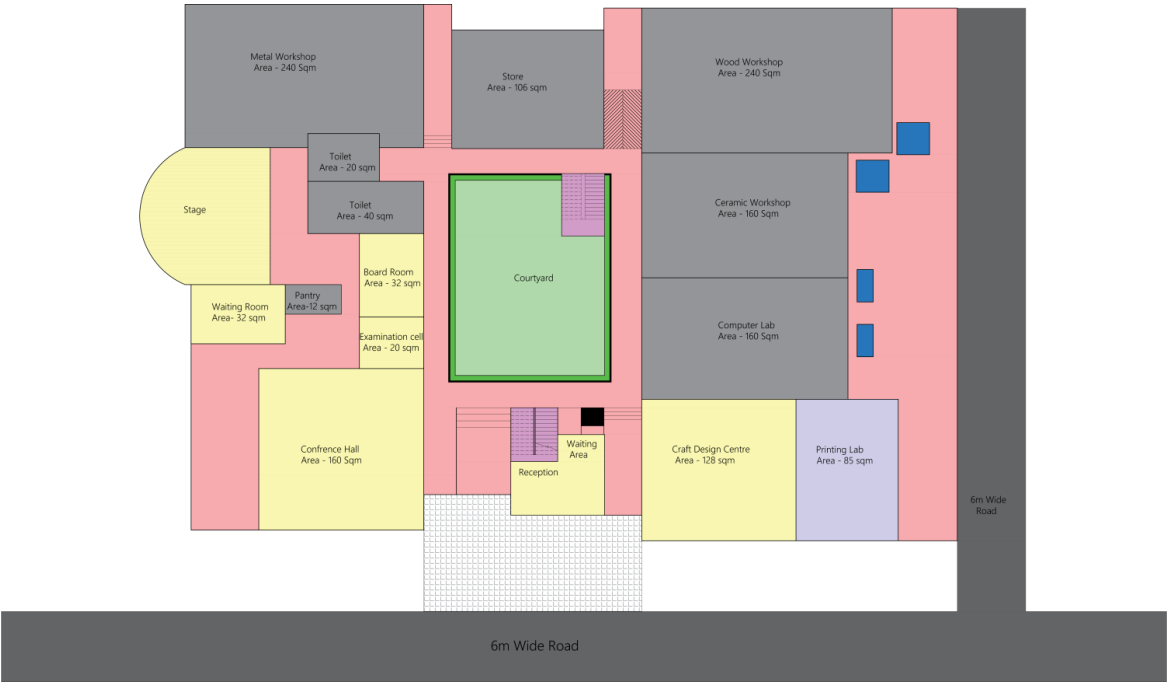 Metal Workshop
Area - 240 Sqm
Store
Area - 106 sqm
Wood Workshop
Area - 240 Sqm
Toilet
Area - 20 sqm
Toilet
Area - 40 sqm
Stage
Ceramic Workshop
Area - 160 Sqm
Board Room
Area - 32 sqm
Courtyard
Pantry
Area-12 sqm
Waiting Room
Area- 32 sqm
Computer Lab
Area - 160 Sqm
Examination cell
Area - 20 sqm
Confrence Hall
Area - 160 Sqm
Waiting
Area
Reception
Craft Design Centre
Area - 128 sqm
Printing Lab
Area - 85 sqm
6m Wide
Road
6m Wide Road